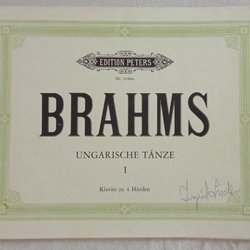 EDITION PETERS
BRAHMS
UNGARISCHE TÄNZE
I
Klavier zu 4 Händen